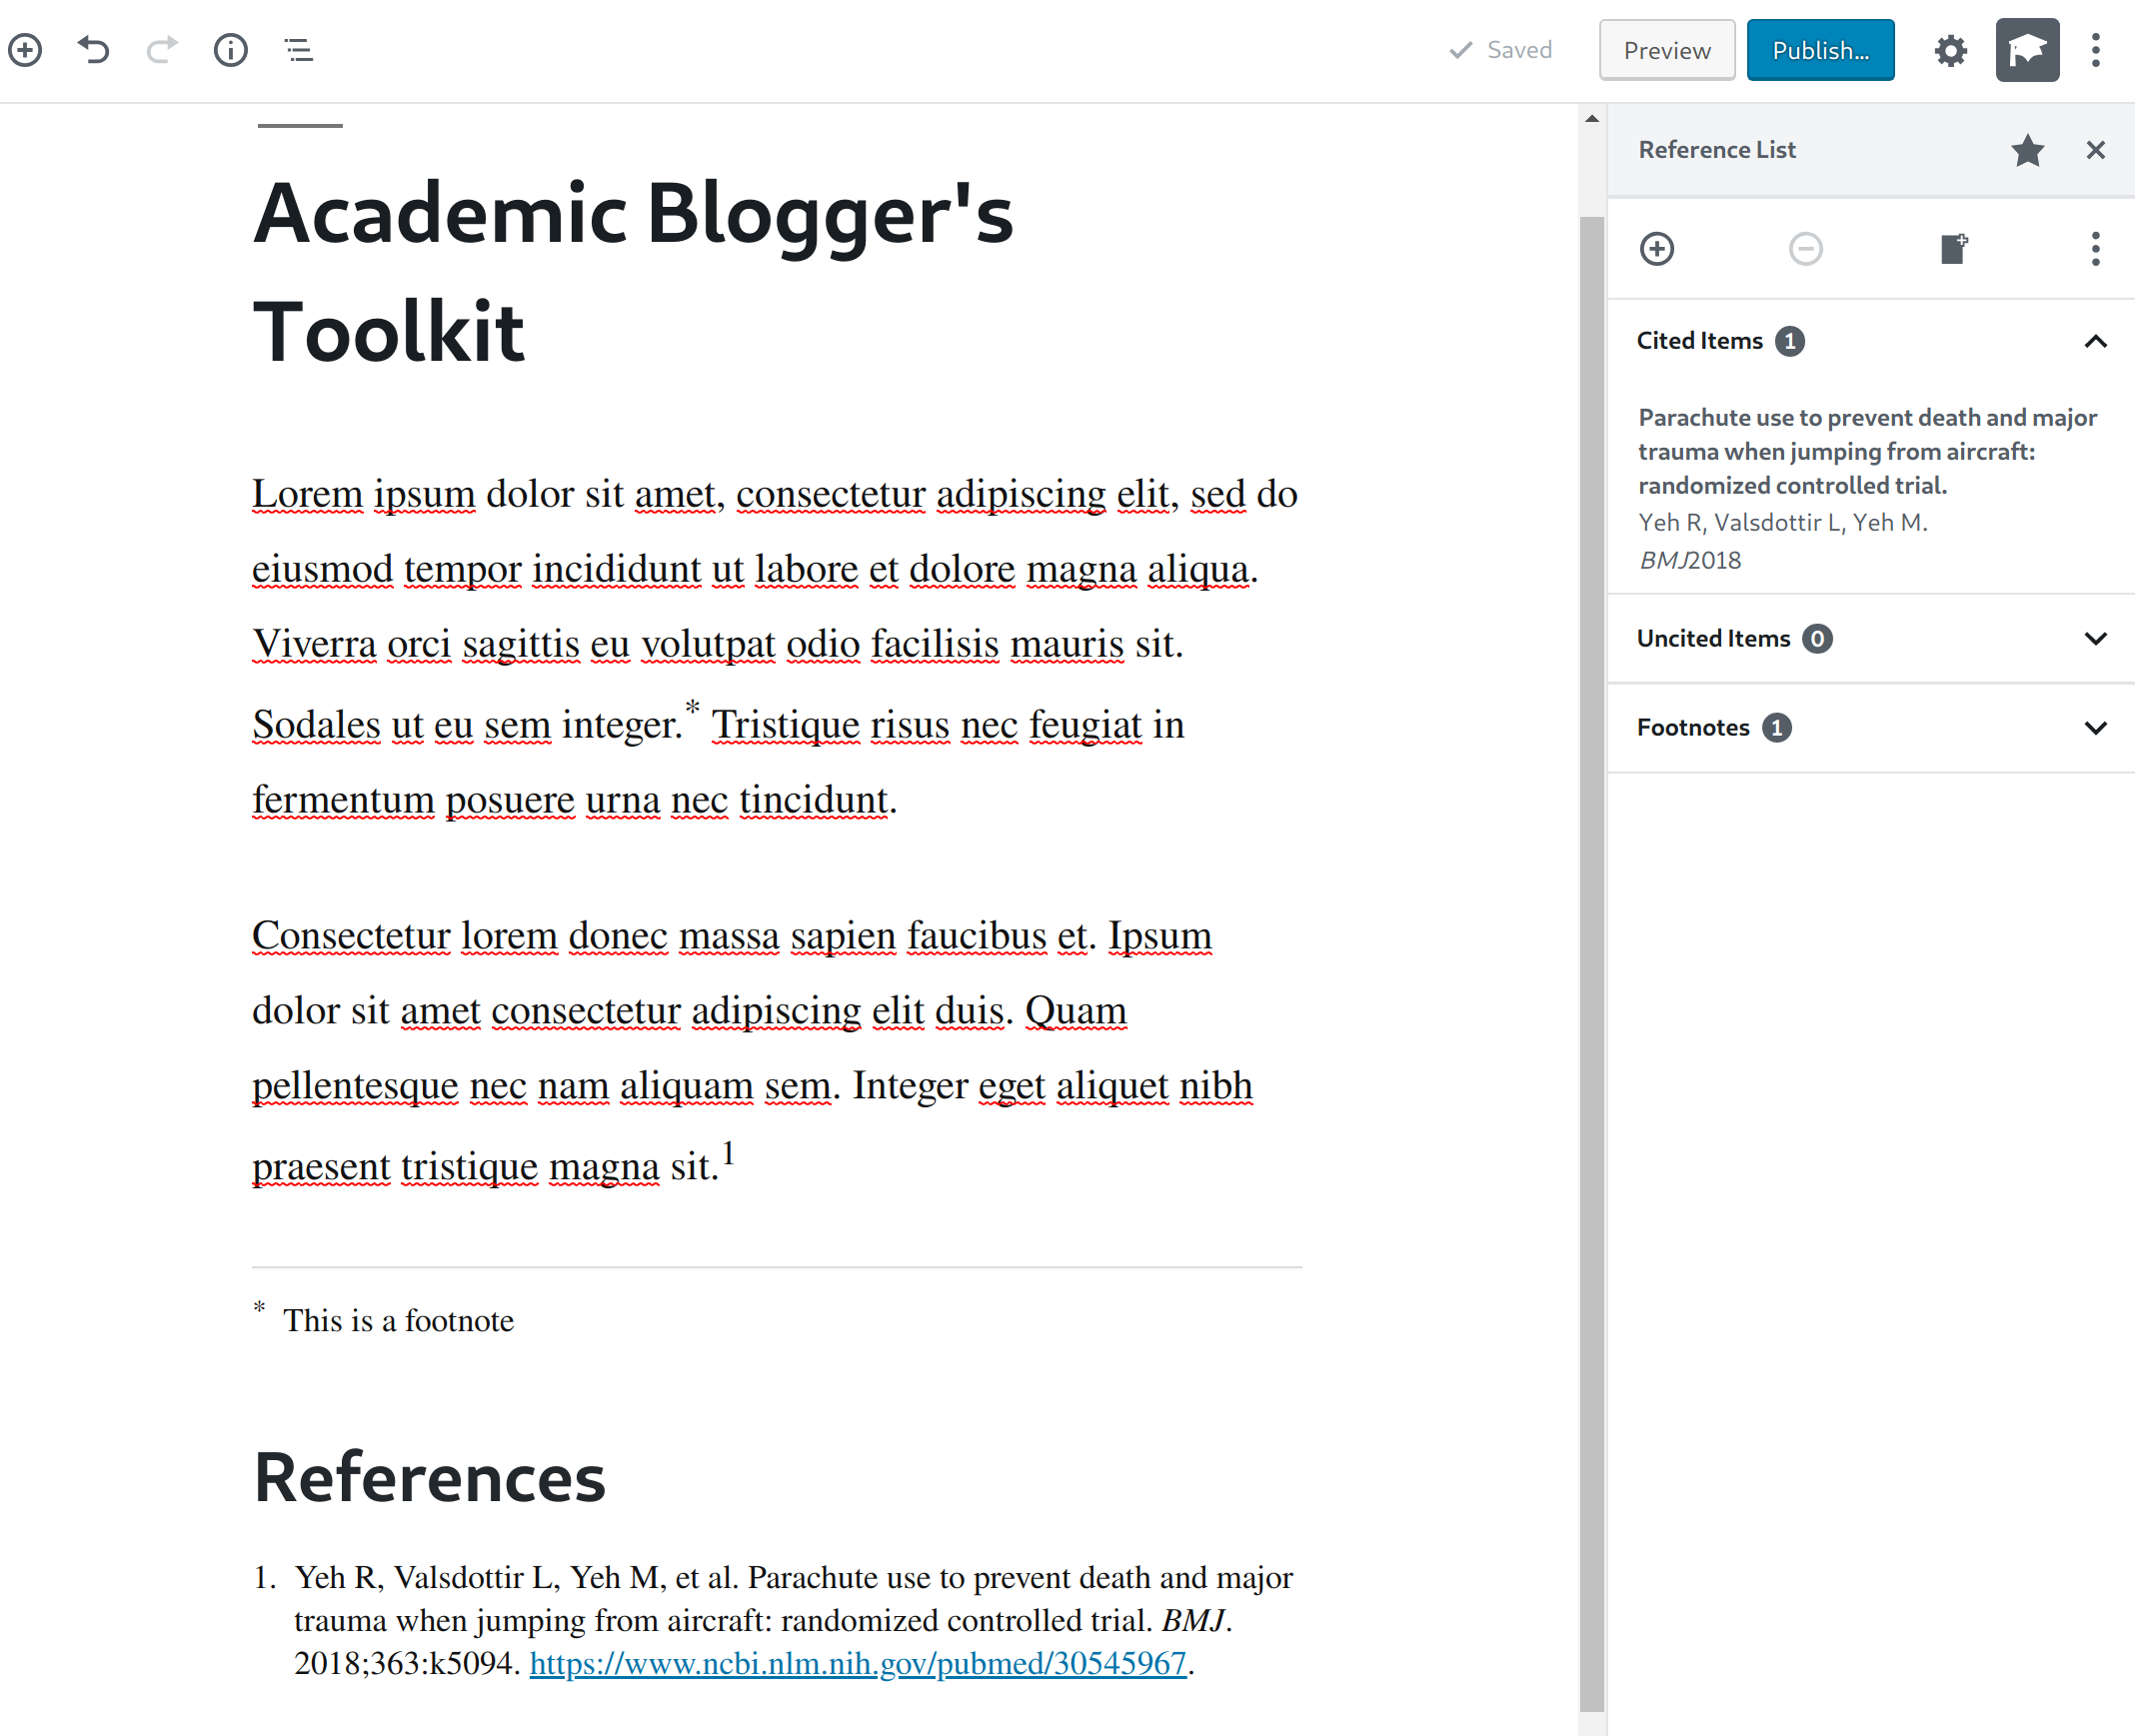 Saved
Preview
Publish...
Academic Blogger's
Toolkit
Lorem ipsum dolor sit amet, consectetur adipiscing elit, sed do
eiusmod tempor incididunt ut labore et dolore magna aliqua.
Viverra orci sagittis eu volutpat odio facilisis mauris sit.
Sodales ut eu sem integer.* Tristique risus nec feugiat in
fermentum posuere urna nec tincidunt.
Consectetur lorem donec massa sapien faucibus et. Ipsum
dolor sit amet consectetur adipiscing elit duis. Quam
pellentesque nec nam aliquam sem. Integer eget aliquet nibh
praesent tristique magna sit.1
* This is a footnote
References
1. Yeh R, Valsdottir L, Yeh M, et al. Parachute use to prevent death and major
trauma when jumping from aircraft: randomized controlled trial. BMJ.
2018;363:k5094. https://www.ncbi.nlm.nih.gov/pubmed/30545967.
Reference List
Cited Items 1
Parachute use to prevent death and major
trauma when jumping from aircraft:
randomized controlled trial.
Yeh R, Valsdottir L, Yeh M.
BMJ2018
Uncited Items 0
Footnotes 1